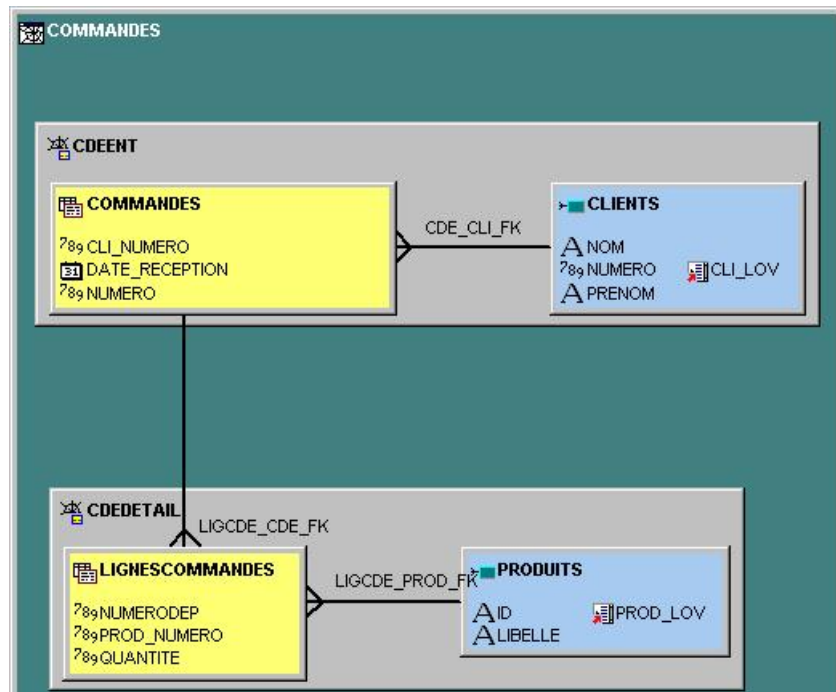 COMMANDES
CDEENT
COMMANDES
CLI_NUMERO
DATE_RECEPTION
NUMERO
CDE_CLI_FK
CLIENTS
NOM
NUMERO
PRENOM
CLI_LOV
CDEDETAIL
LIGCDE_CDE_FK
LIGNESCOMMANDES
NUMERODEP
PROD_NUMERO
QUANTITE
LIGCDE_PROD_FK
PRODUITS
ID
LIBELLE
PROD_LOV